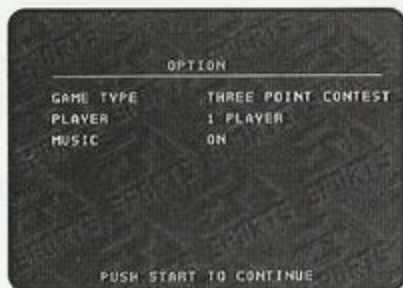 OPTION
GAME TYPE THREE POINT CONTEST
PLAYER 1 PLAYER
MUSIC ON
PUSH START TO CONTINUE